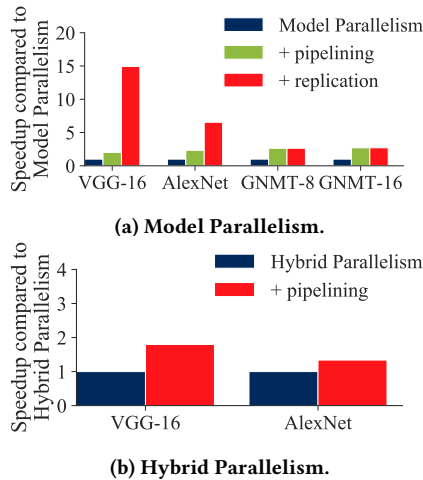 Speedup compared to
Model Parallelism
20
15
10
5
0
Model Parallelism
+ pipelining
+ replication
VGG-16 AlexNet GNMT-8 GNMT-16
(a) Model Parallelism.
Speedup compared to
Hybrid Parallelism
4
3
2
1
0
Hybrid Parallelism
+ pipelining
VGG-16 AlexNet
(b) Hybrid Parallelism.